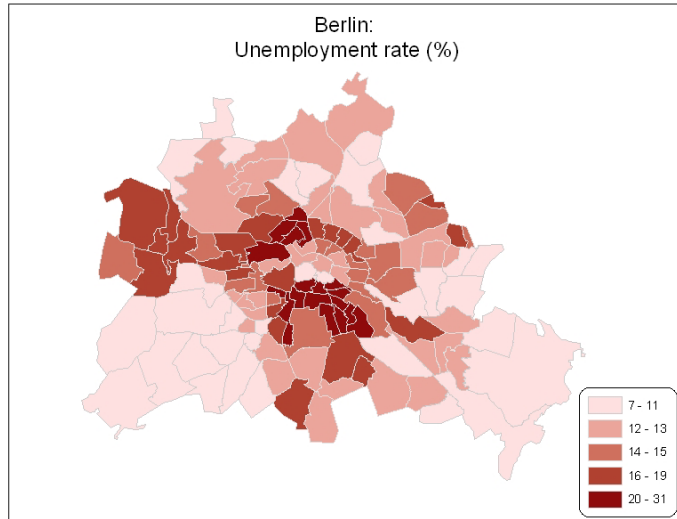 Berlin:
Unemployment rate (%)
7 - 11
12 - 13
14 - 15
16 - 19
20 - 31